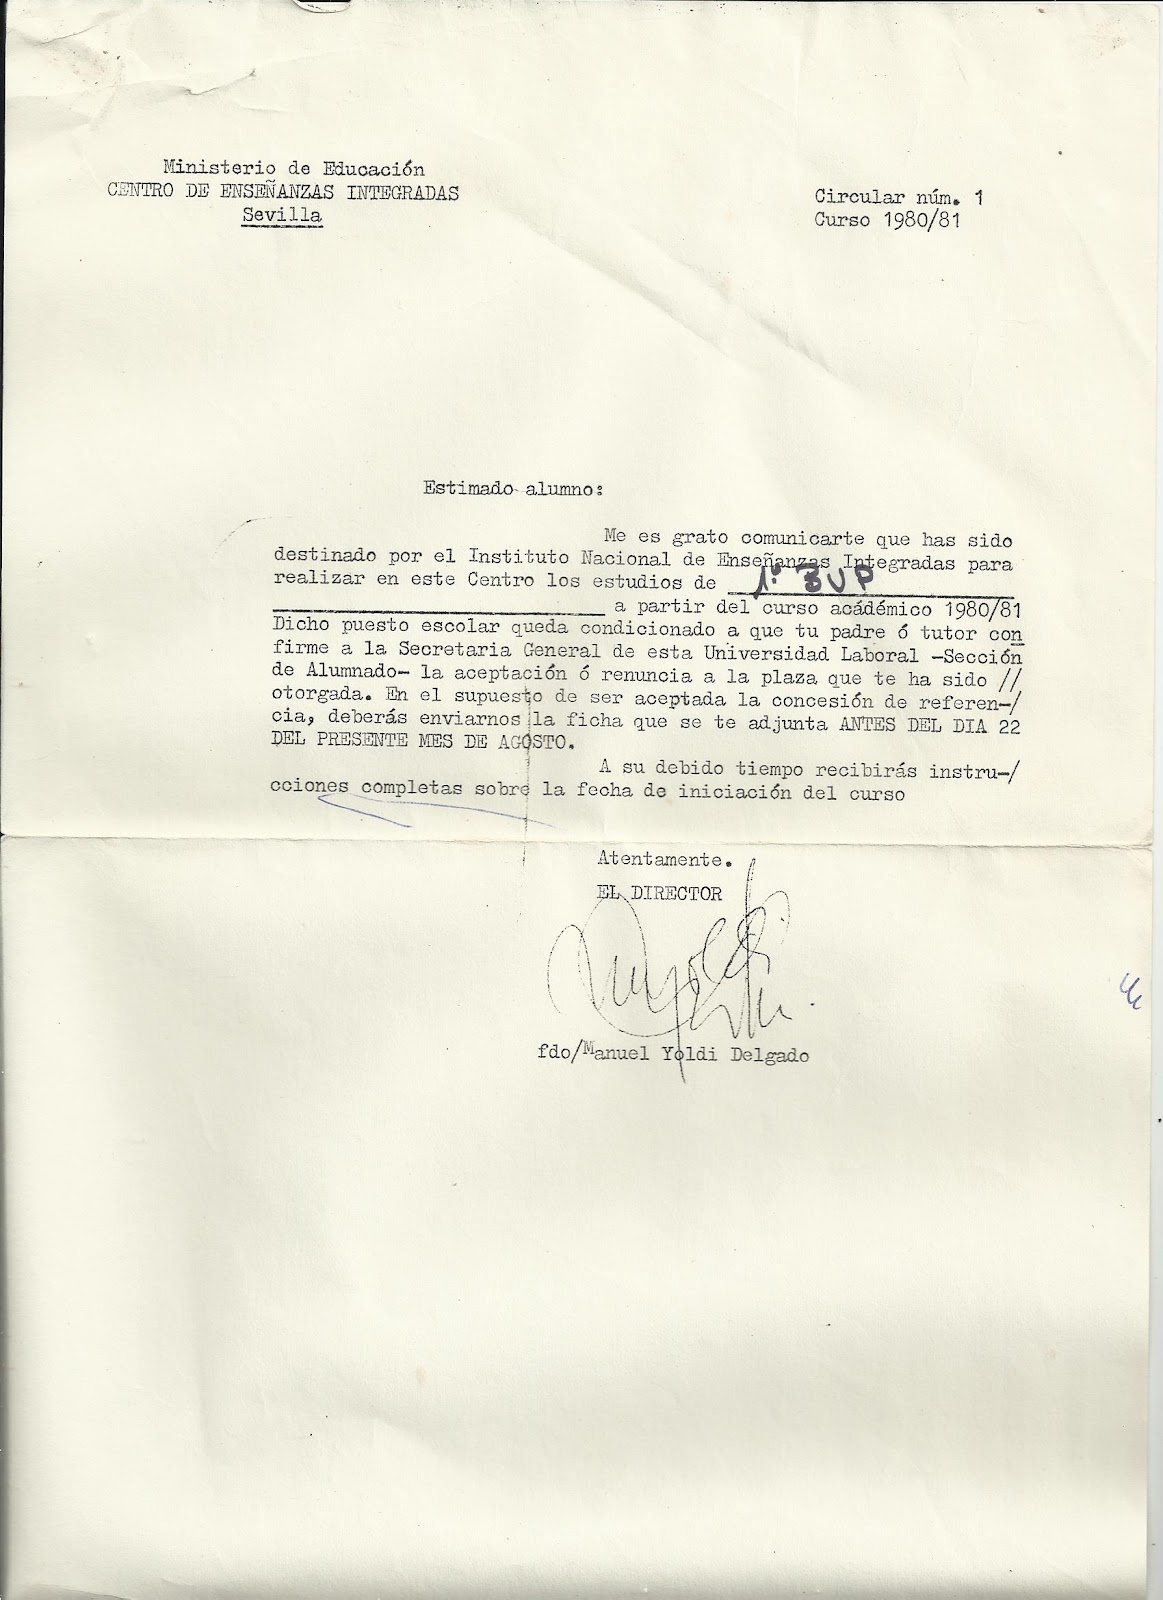 Ministerio de Educación
CENTRO DE ENSEÑANZAS INTEGRADAS
Sevilla
Circular núm. 1
Curso 1980/81
Estimado alumno:
Me es grato comunicarte que has sido
destinado por el Instituto Nacional de Enseñanzas Integradas para
realizar en este Centro los estudios de 1º BUP
a partir del curso académico 1980/81
Dicho puesto escolar queda condicionado a que tu padre ó tutor con
firme a la Secretaria General de esta Universidad Laboral -Sección
de Alumnado- la aceptación ó renuncia a la plaza que te ha sido //
otorgada. En el supuesto de ser aceptada la concesión de referen-/
cia, deberás enviarnos la ficha que se te adjunta ANTES DEL DIA 22
DEL PRESENTE MES DE AGOSTO.
A su debido tiempo recibirás instru-/
cciones completas sobre la fecha de iniciación del curso
Atentamente.
EL DIRECTOR
fdo/Manuel Yoldi Delgado